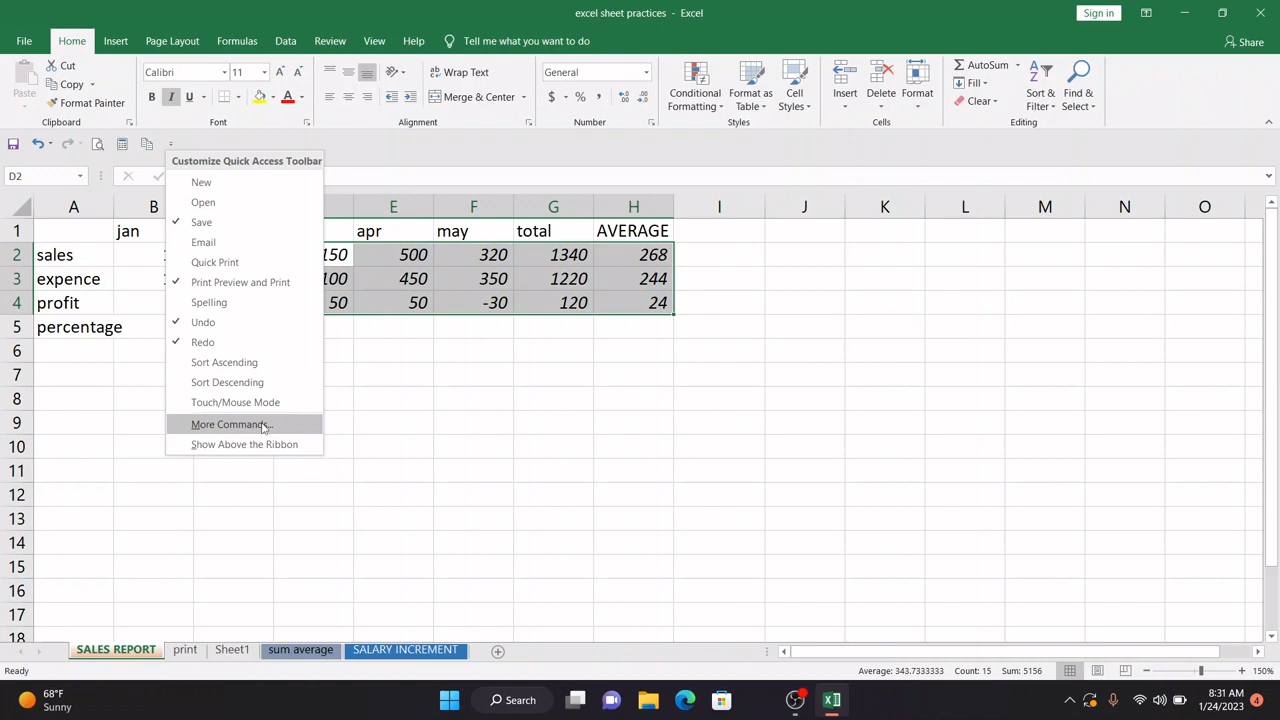 excel sheet practices - Excel
Sign in
File Home Insert Page Layout Formulas Data Review View Help Tell me what you want to do Share
Paste
Cut
Copy
Format Painter
Clipboard
Calibri 11
B I U
Font
Wrap Text
Merge & Center
Alignment
General
$ % ,
Number
Conditional Formatting
Format as Table
Cell Styles
Styles
Insert Delete Format
Cells
AutoSum
Fill
Clear
Sort & Filter
Find & Select
Editing
D2
Customize Quick Access Toolbar
New
Open
Save
Email
Quick Print
Print Preview and Print
Spelling
Undo
Redo
Sort Ascending
Sort Descending
Touch/Mouse Mode
More Commands...
Show Above the Ribbon
A B E F G H I J K L M N O
1 jan apr may total AVERAGE
2 sales 150 500 320 1340 268
3 expence 100 450 350 1220 244
4 profit 50 50 -30 120 24
5 percentage
6
7
8
9
10
11
12
13
14
15
16
17
18
SALES REPORT print Sheet1 sum average SALARY INCREMENT
Ready Average: 343.7333333 Count: 15 Sum: 5156 150%
68°F
Sunny
Search
8:31 AM
1/24/2023
4